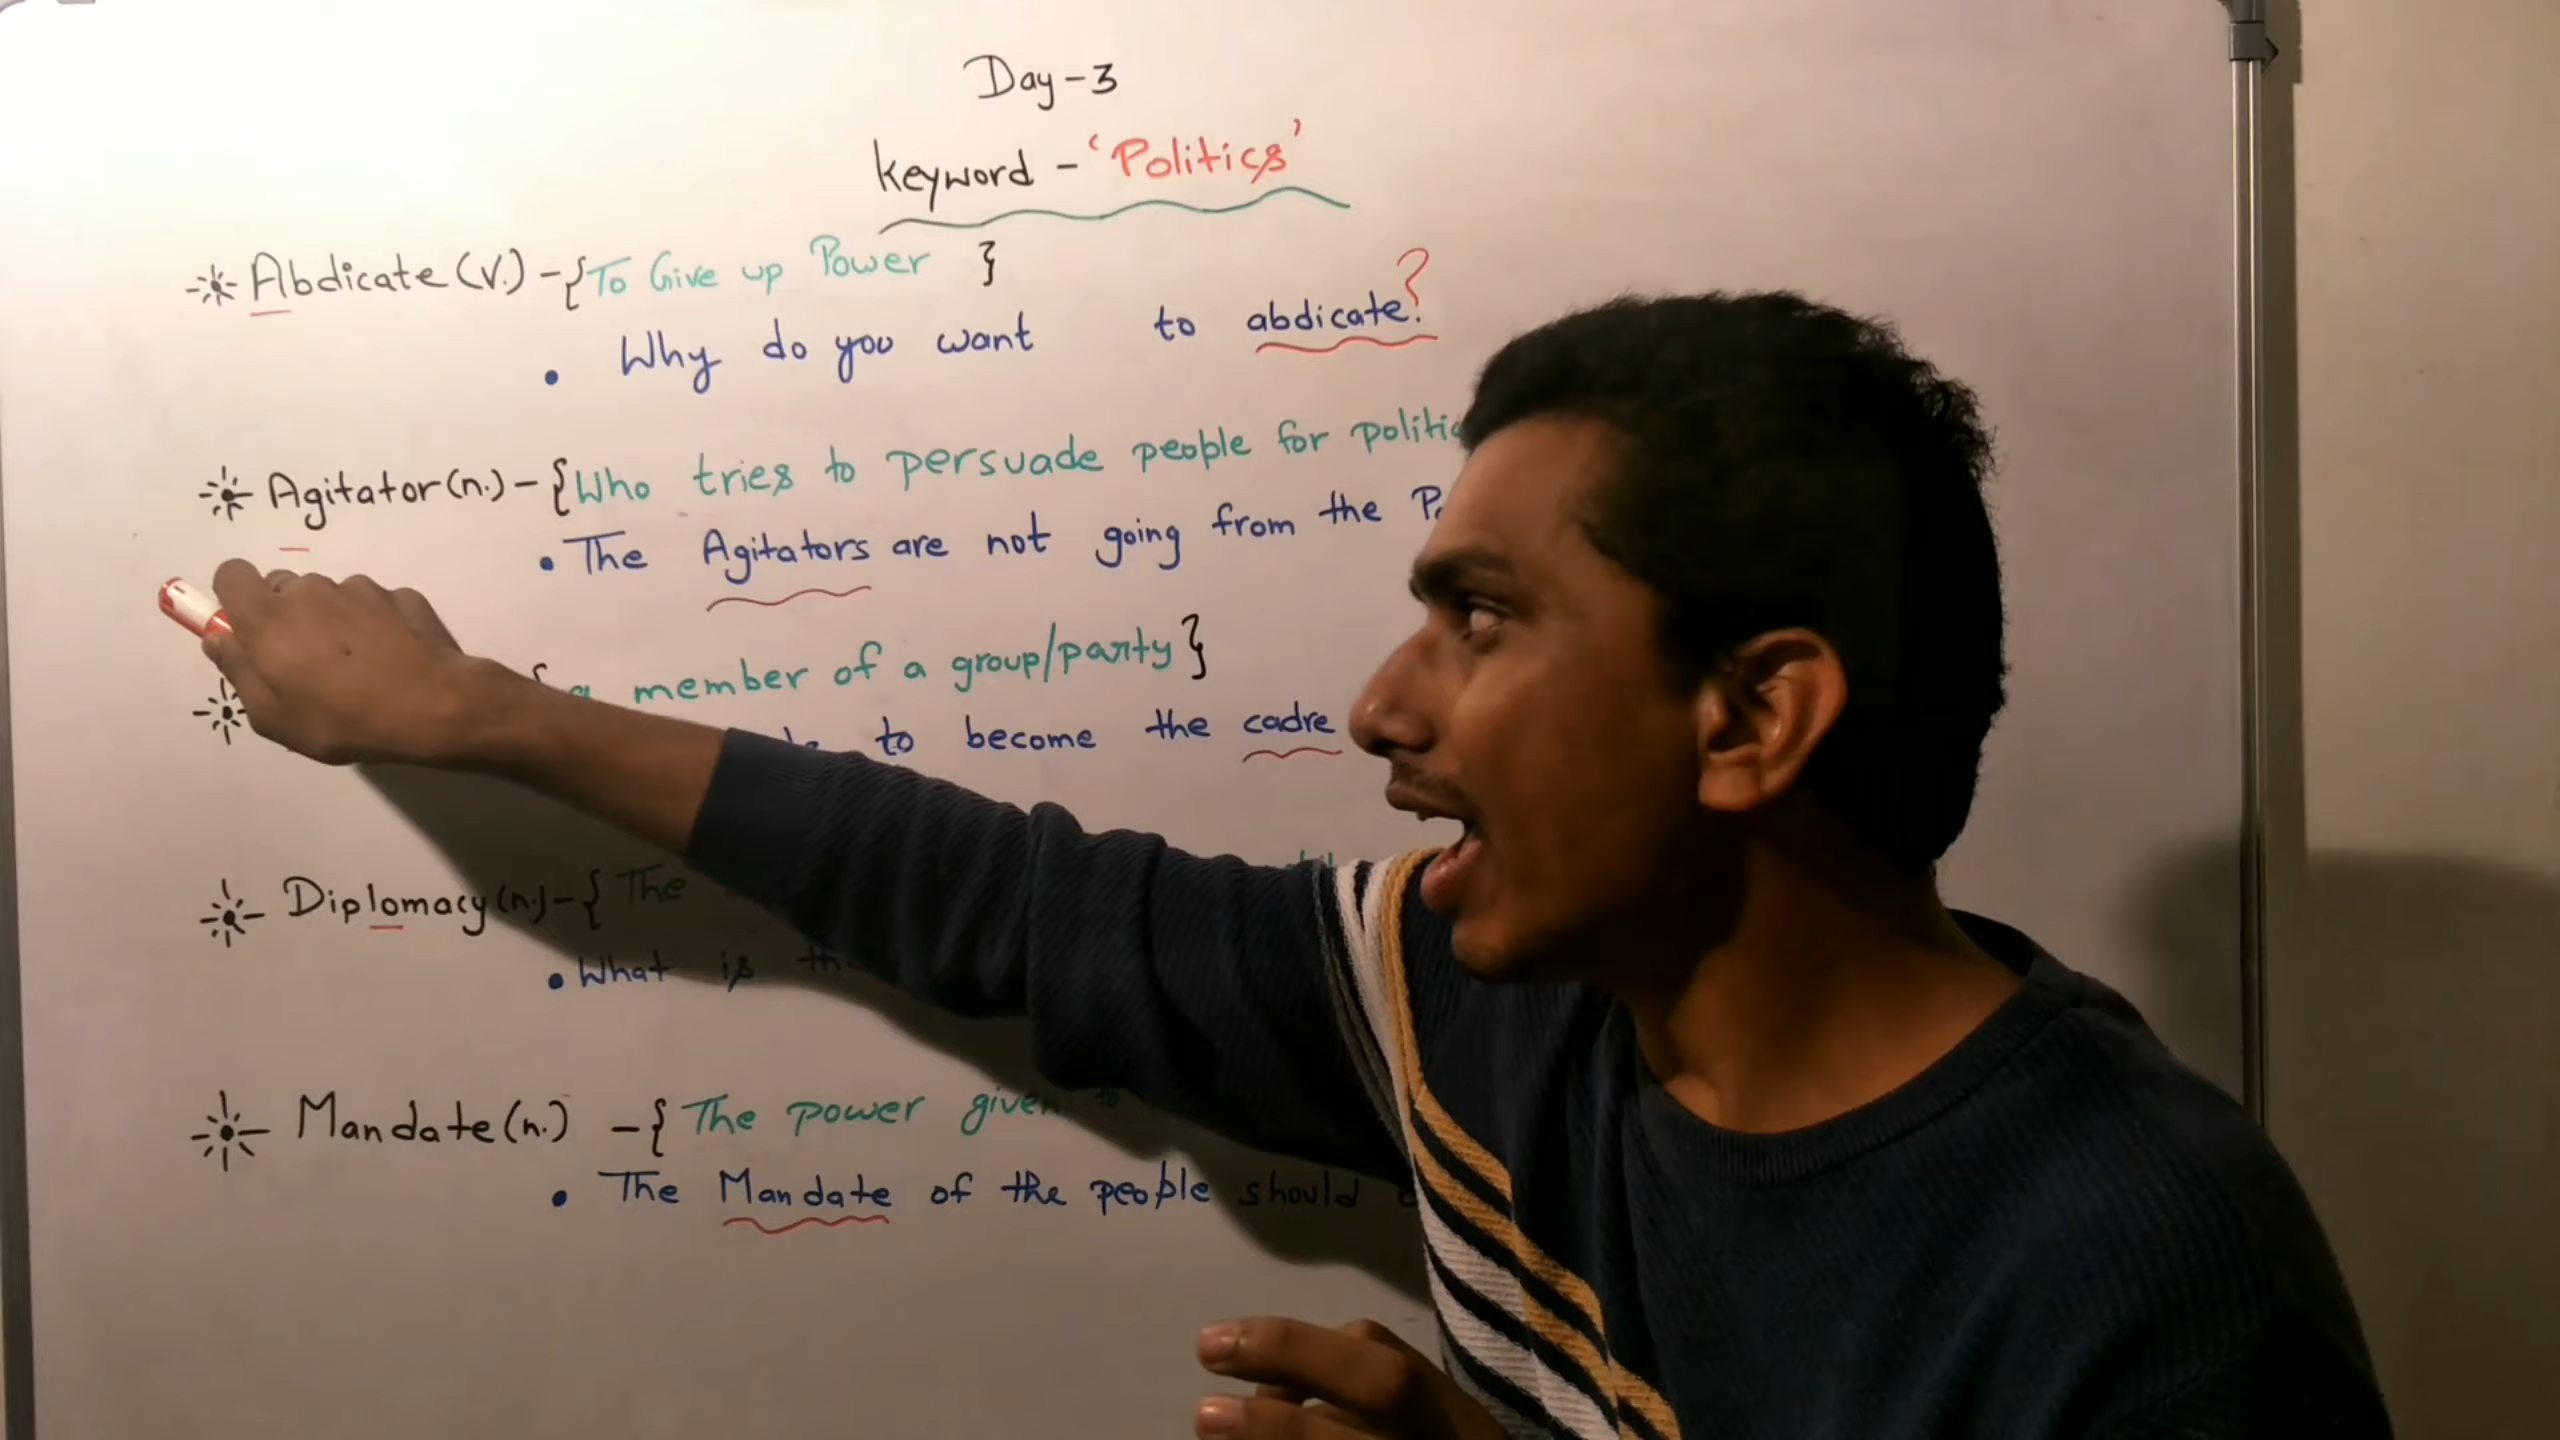 Day-3
keyword - 'Politics'
Abdicate (v.) - {To Give up Power }
• Why do you want to abdicate?
Agitator (n.) - {Who tries to persuade people for
• The Agitators are not going from the
{a member of a group/party}
to become the cadre
Diplomacy (n.) - { The
• What is
Mandate (n.) - { The power given to
• The Mandate of the people should